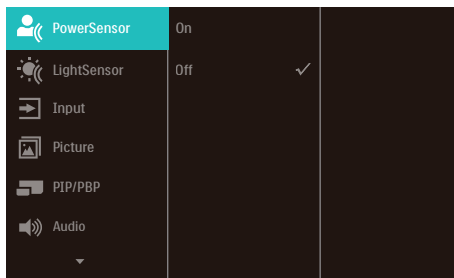 PowerSensor
On
LightSensor
Off
Input
Picture
PIP/PBP
Audio